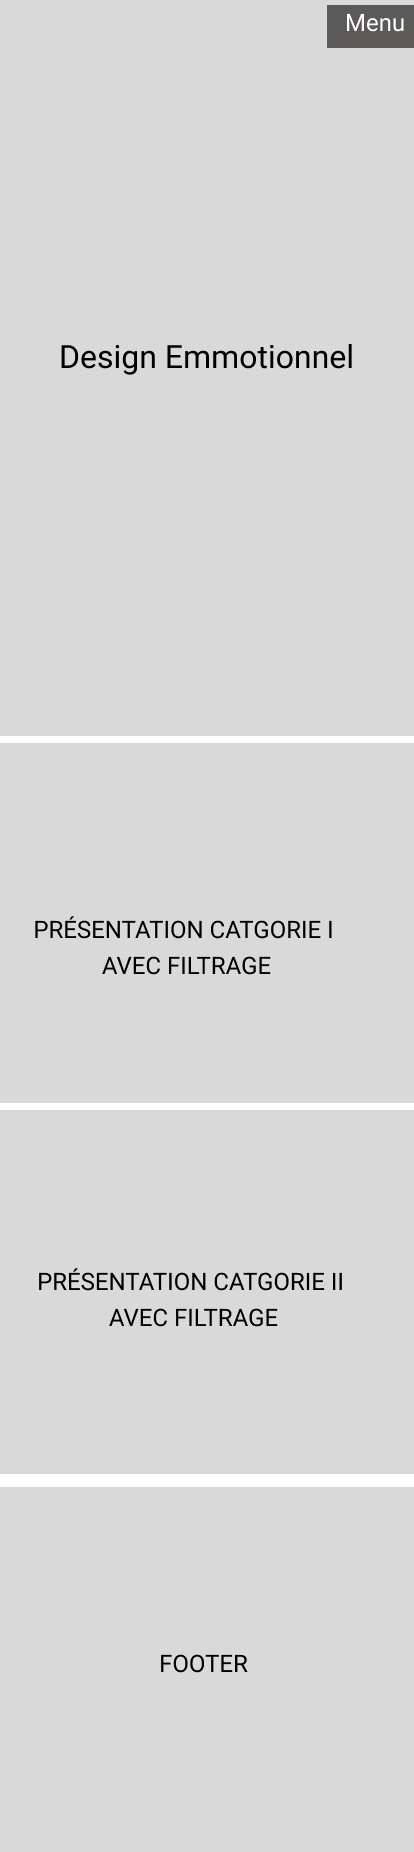 Menu
Design Emmotionnel
PRÉSENTATION CATGORIE I
AVEC FILTRAGE
PRÉSENTATION CATGORIE II
AVEC FILTRAGE
FOOTER